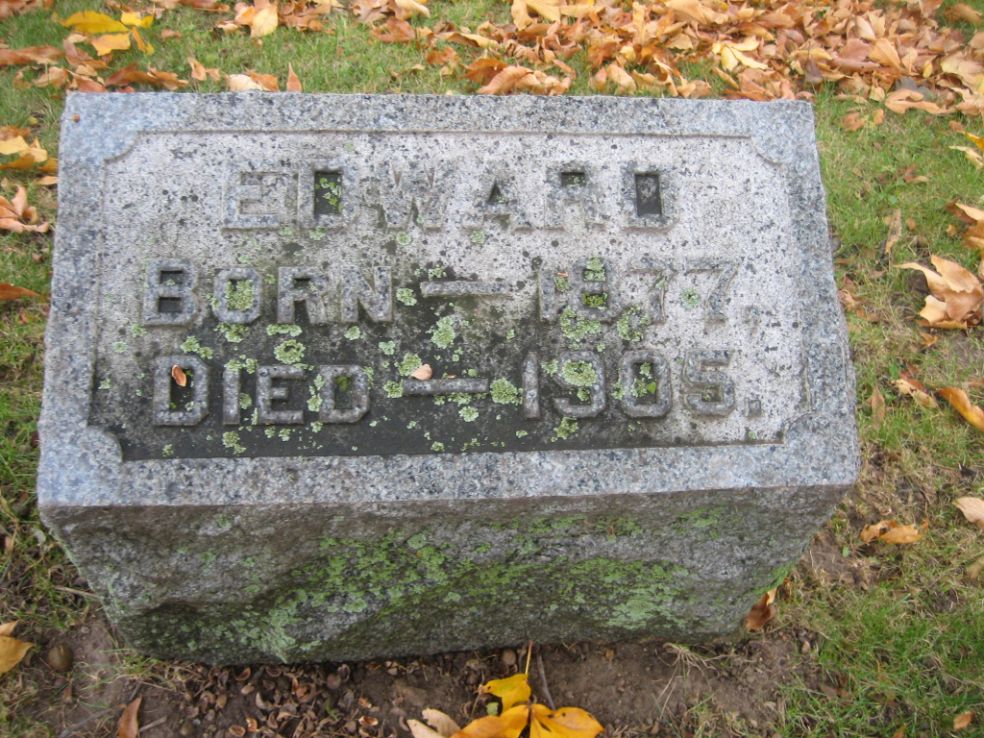 EDWARD
BORN — 1877.
DIED — 1905.